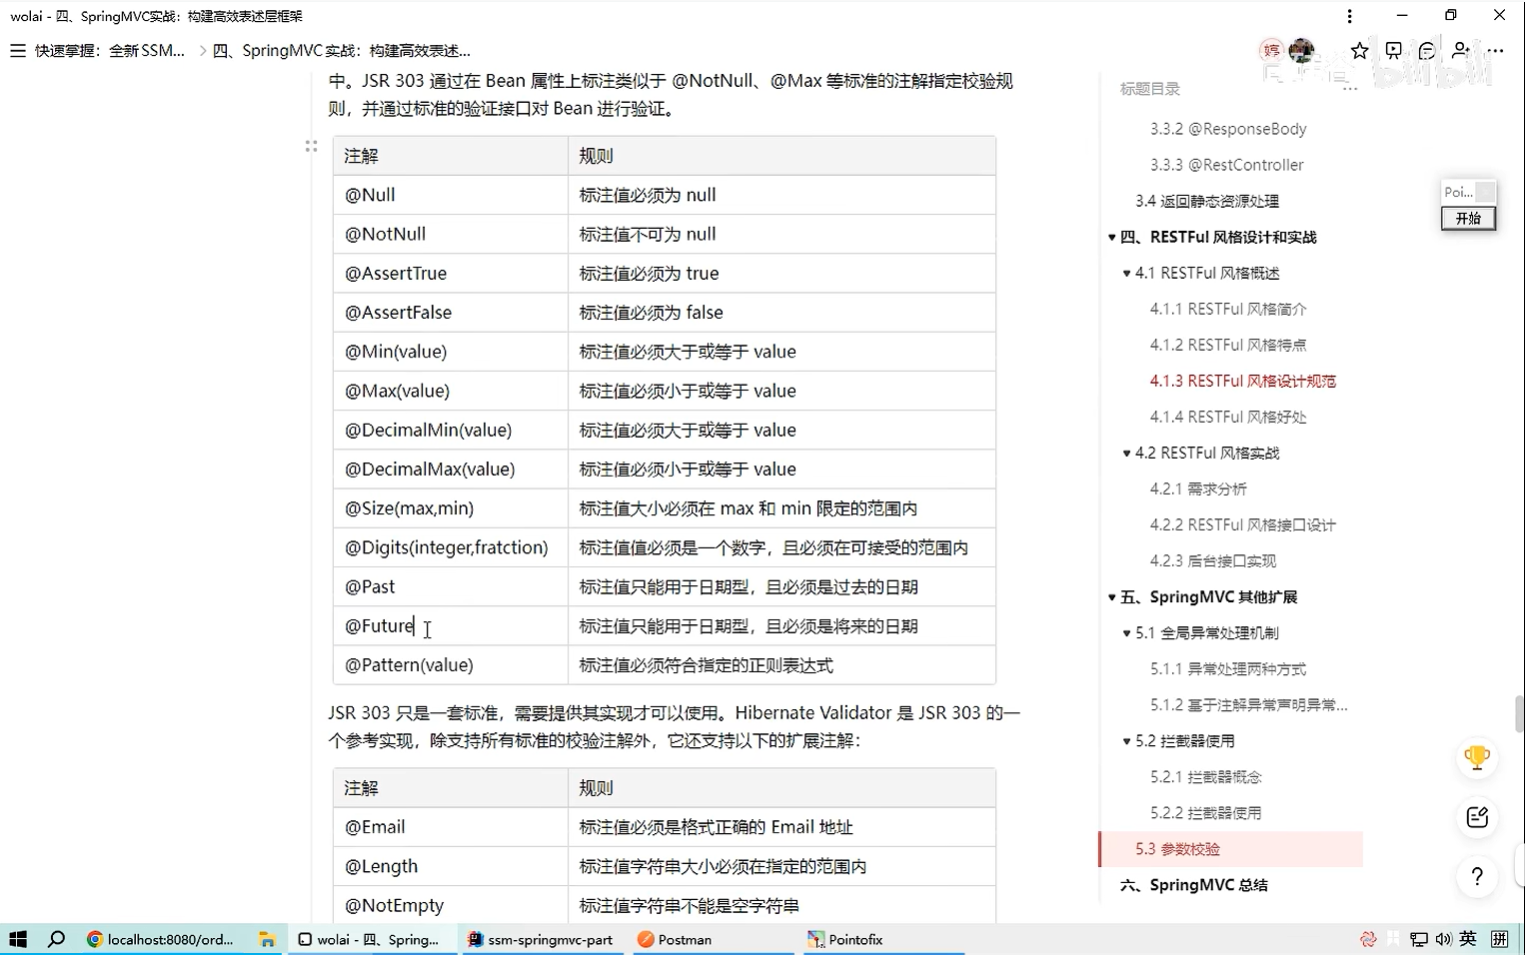 wolai - 四、SpringMVC实战：构建高效表述层框架
快速掌握：全新SSM... > 四、SpringMVC实战：构建高效表述...
婷
bilibili
中。JSR 303 通过在 Bean 属性上标注类似于 @NotNull、@Max 等标准的注解指定校验规
则，并通过标准的验证接口对 Bean 进行验证。
注解 规则
@Null 标注值必须为 null
@NotNull 标注值不可为 null
@AssertTrue 标注值必须为 true
@AssertFalse 标注值必须为 false
@Min(value) 标注值必须大于或等于 value
@Max(value) 标注值必须小于或等于 value
@DecimalMin(value) 标注值必须大于或等于 value
@DecimalMax(value) 标注值必须小于或等于 value
@Size(max,min) 标注值大小必须在 max 和 min 限定的范围内
@Digits(integer,fratction) 标注值值必须是一个数字，且必须在可接受的范围内
@Past 标注值只能用于日期型，且必须是过去的日期
@Future 标注值只能用于日期型，且必须是将来的日期
@Pattern(value) 标注值必须符合指定的正则表达式
JSR 303 只是一套标准，需要提供其实现才可以使用。Hibernate Validator 是 JSR 303 的一
个参考实现，除支持所有标准的校验注解外，它还支持以下的扩展注解：
注解 规则
@Email 标注值必须是格式正确的 Email 地址
@Length 标注值字符串大小必须在指定的范围内
@NotEmpty 标注值字符串不能是空字符串
标题目录
3.3.2 @ResponseBody
3.3.3 @RestController
3.4 返回静态资源处理
四、RESTFul 风格设计和实战
4.1 RESTFul 风格概述
4.1.1 RESTFul 风格简介
4.1.2 RESTFul 风格特点
4.1.3 RESTFul 风格设计规范
4.1.4 RESTFul 风格好处
4.2 RESTFul 风格实战
4.2.1 需求分析
4.2.2 RESTFul 风格接口设计
4.2.3 后台接口实现
五、SpringMVC 其他扩展
5.1 全局异常处理机制
5.1.1 异常处理两种方式
5.1.2 基于注解异常声明异常...
5.2 拦截器使用
5.2.1 拦截器概念
5.2.2 拦截器使用
5.3 参数校验
六、SpringMVC 总结
Poi...
开始
?
localhost:8080/ord... wolai - 四、Spring... ssm-springmvc-part Postman Pointofix 英 拼